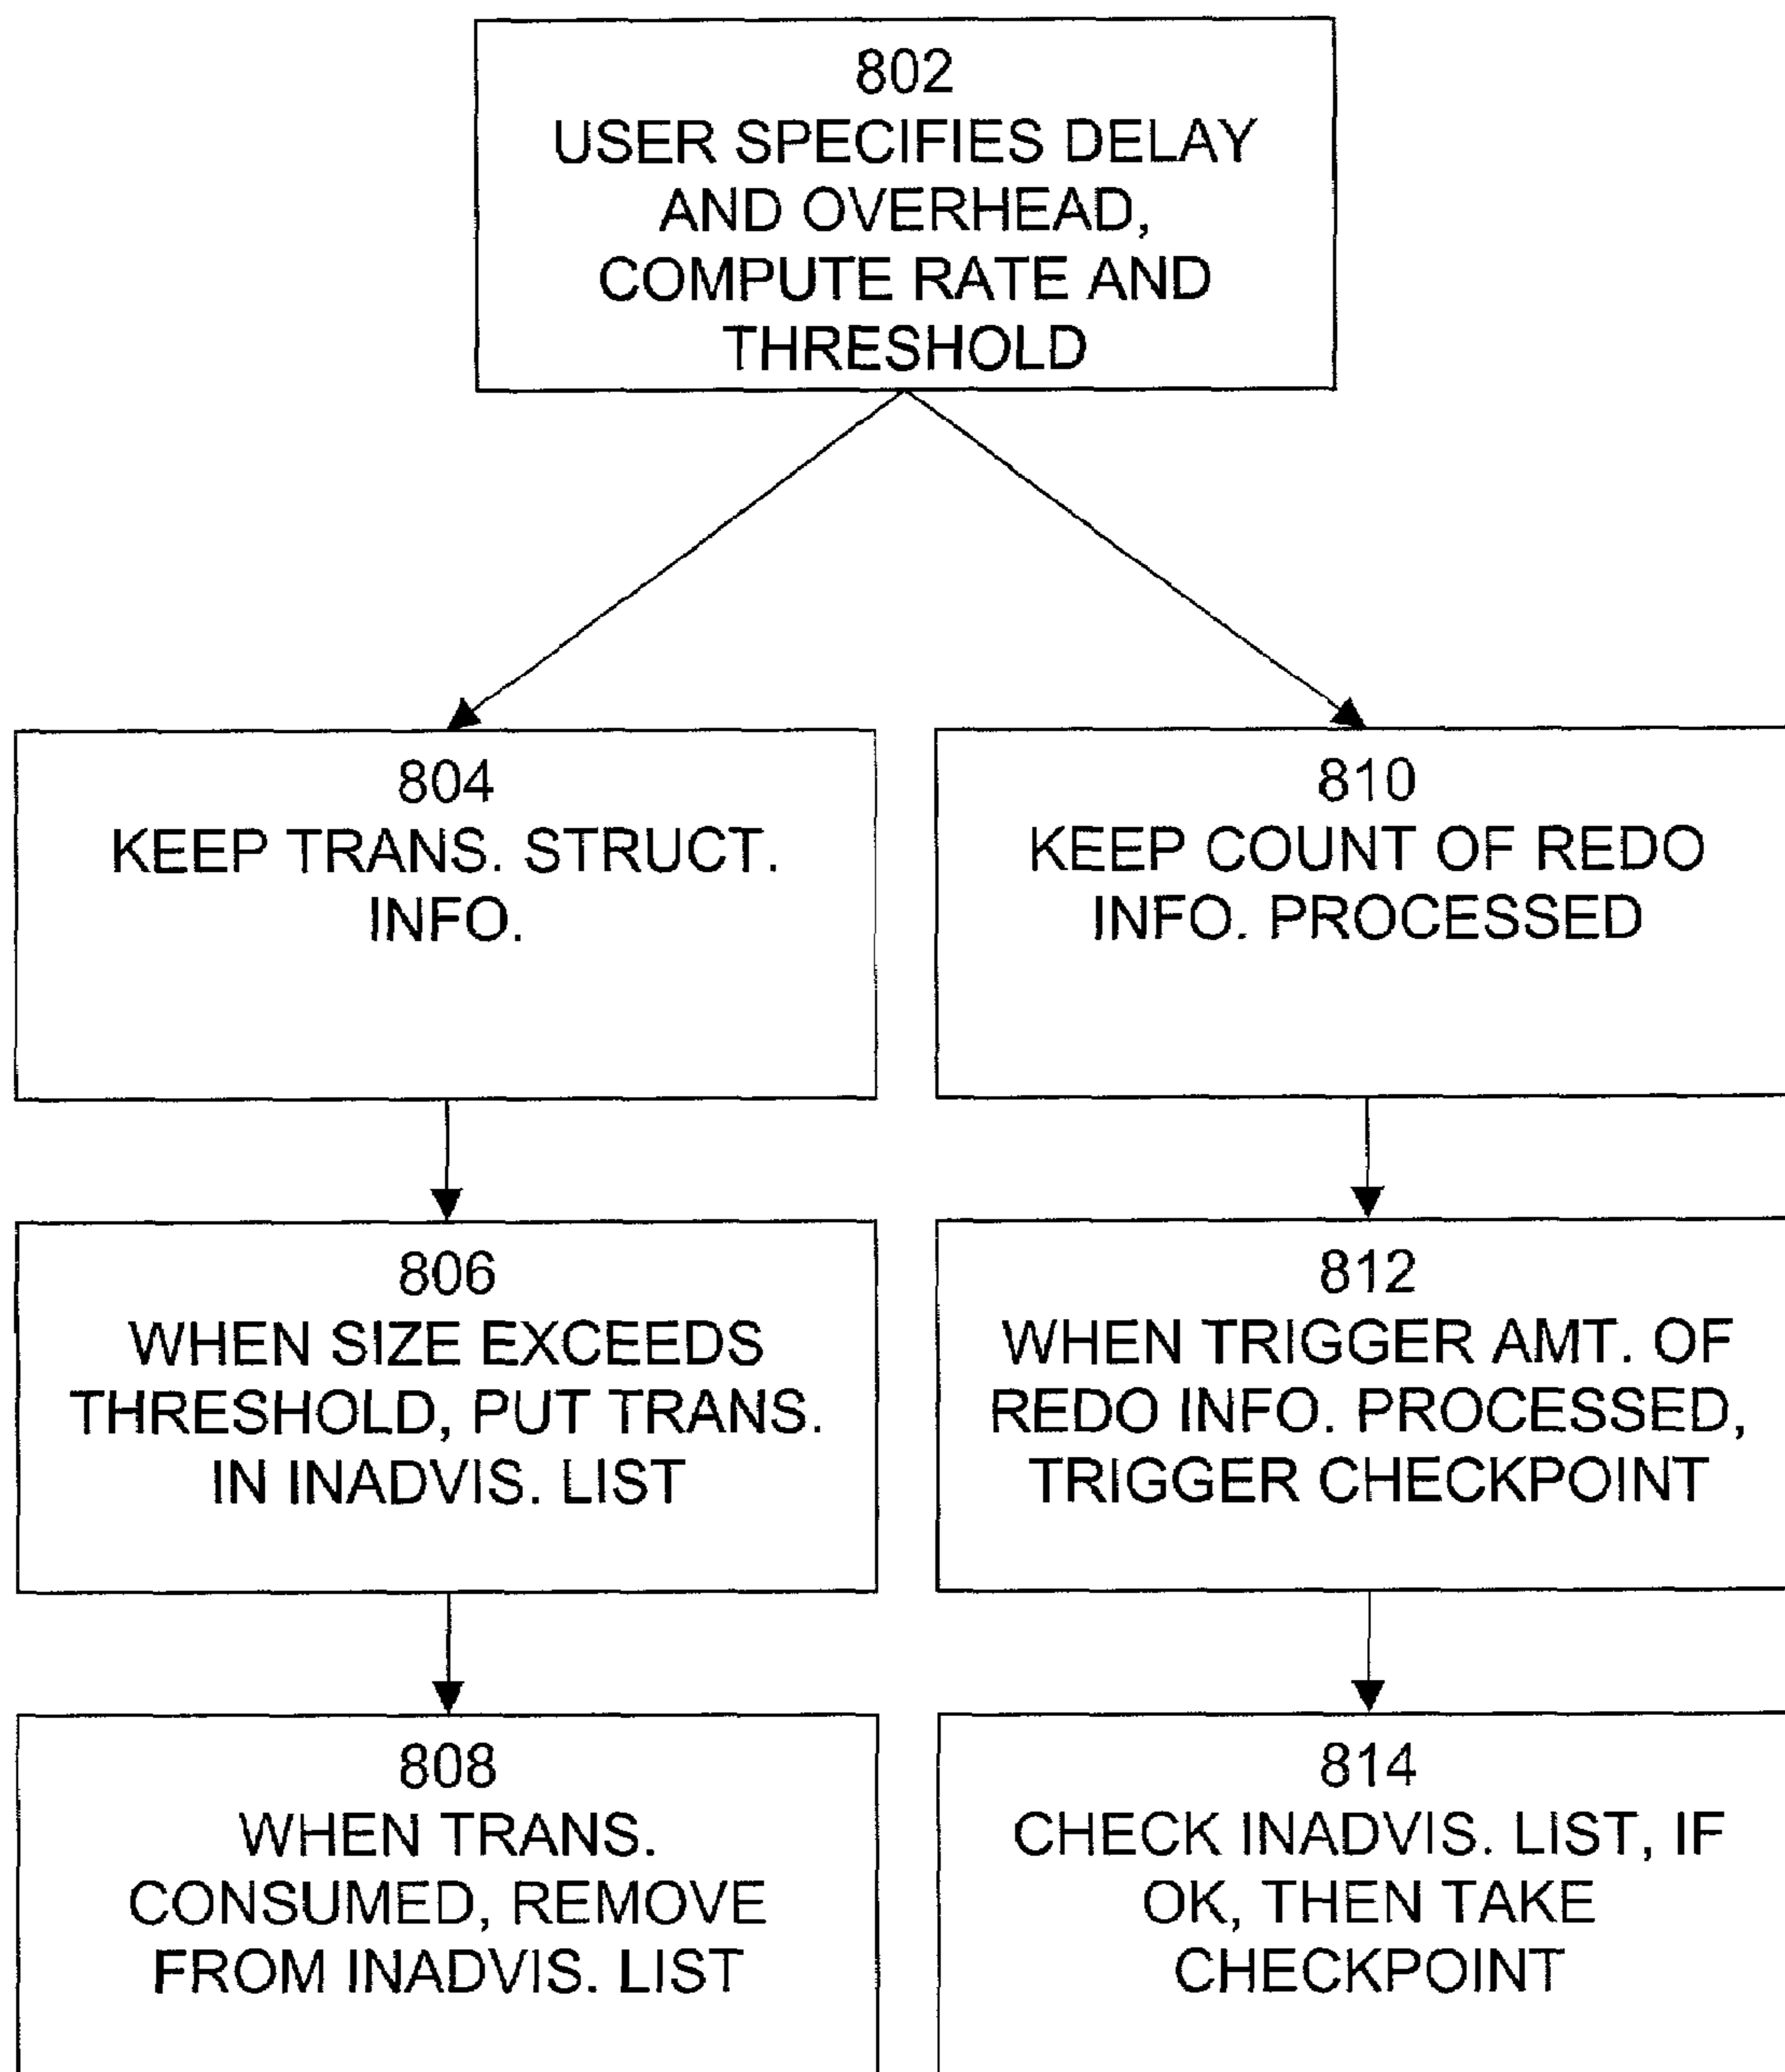 802
USER SPECIFIES DELAY
AND OVERHEAD,
COMPUTE RATE AND
THRESHOLD
804
KEEP TRANS. STRUCT.
INFO.
810
KEEP COUNT OF REDO
INFO. PROCESSED
806
WHEN SIZE EXCEEDS
THRESHOLD, PUT TRANS.
IN INADVIS. LIST
812
WHEN TRIGGER AMT. OF
REDO INFO. PROCESSED,
TRIGGER CHECKPOINT
808
WHEN TRANS.
CONSUMED, REMOVE
FROM INADVIS. LIST
814
CHECK INADVIS. LIST, IF
OK, THEN TAKE
CHECKPOINT